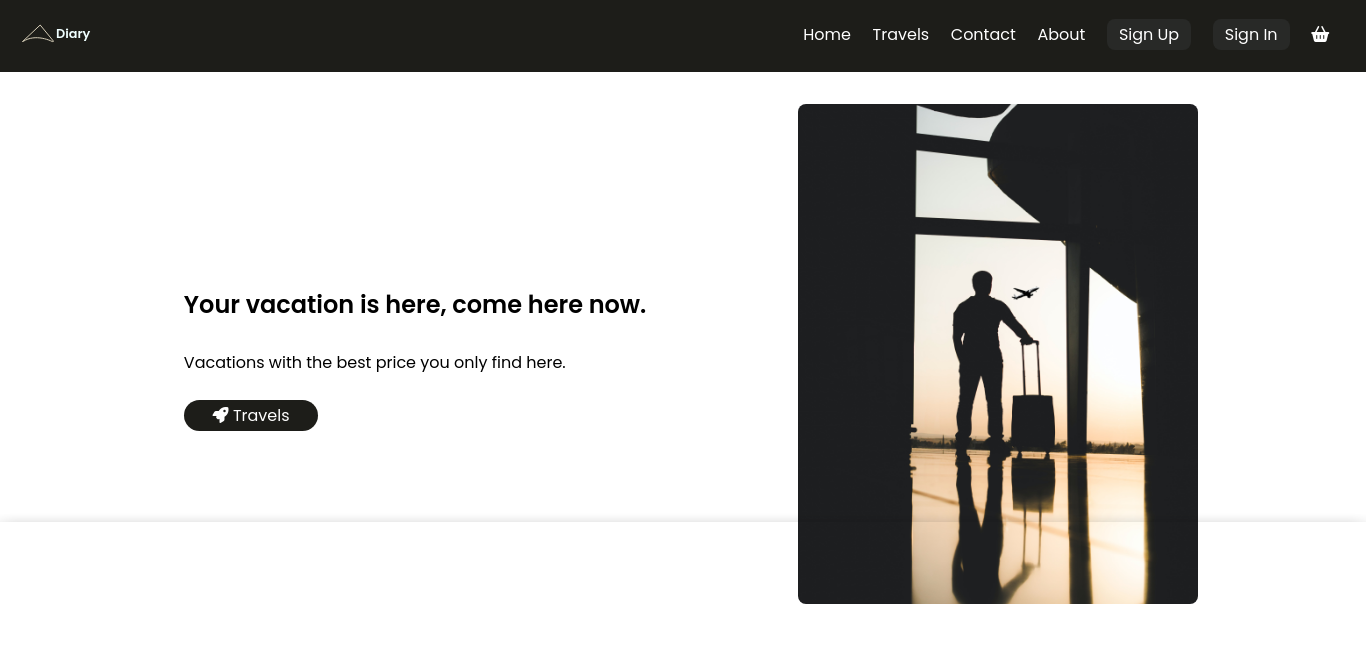 Diary
Home Travels Contact About Sign Up Sign In
Your vacation is here, come here now.
Vacations with the best price you only find here.
Travels